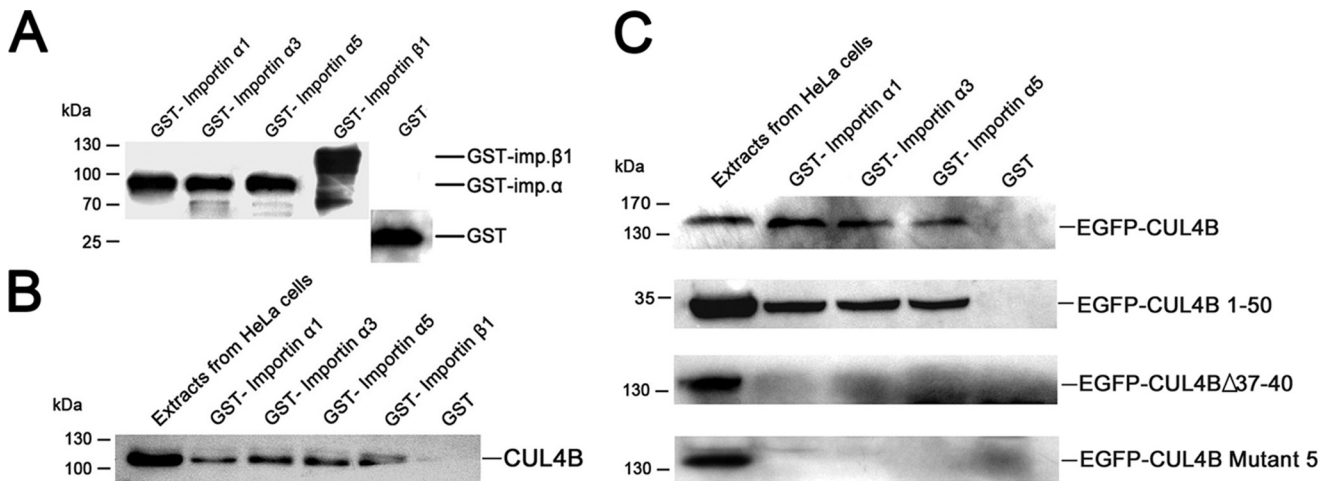 A
kDa
GST- Importin α1
GST- Importin α3
GST- Importin α5
GST- Importin β1
GST
130
100
70
25
GST-imp.β1
GST-imp.α
GST
B
kDa
Extracts from HeLa cells
GST- Importin α1
GST- Importin α3
GST- Importin α5
GST- Importin β1
GST
130
100
CUL4B
C
kDa
Extracts from HeLa cells
GST- Importin α1
GST- Importin α3
GST- Importin α5
GST
170
130
EGFP-CUL4B
35
EGFP-CUL4B 1-50
130
EGFP-CUL4B△37-40
130
EGFP-CUL4B Mutant 5